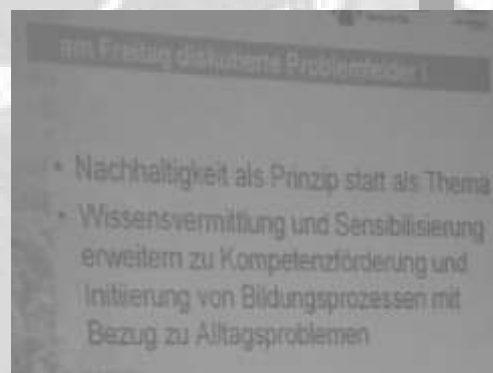 am Freitag diskutierte Problemfelder I
• Nachhaltigkeit als Prinzip statt als Thema
• Wissensvermittlung und Sensibilisierung
erweitern zu Kompetenzförderung und
Initiierung von Bildungsprozessen mit
Bezug zu Alltagsproblemen